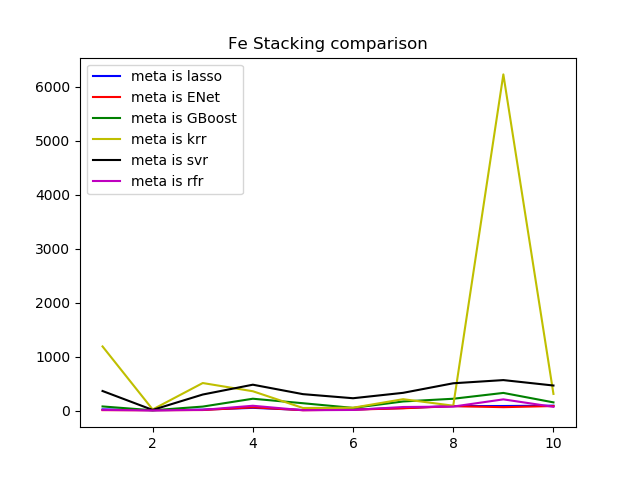 Fe Stacking comparison
meta is lasso
meta is ENet
meta is GBoost
meta is krr
meta is svr
meta is rfr
6000
5000
4000
3000
2000
1000
0
2 4 6 8 10